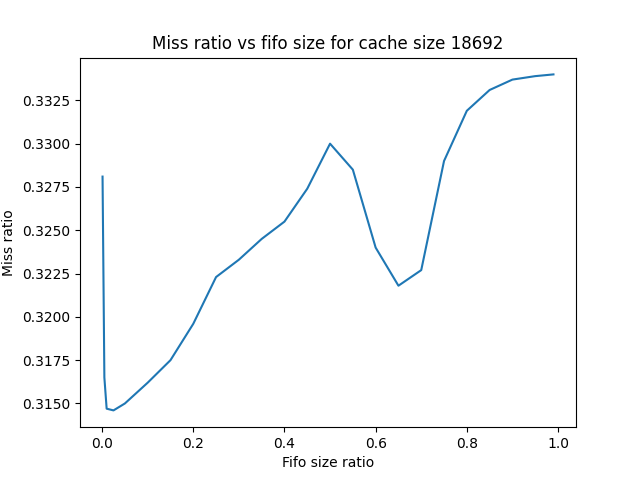 Miss ratio vs fifo size for cache size 18692
0.3325
0.3300
0.3275
0.3250
0.3225
0.3200
0.3175
0.3150
Miss ratio
0.0 0.2 0.4 0.6 0.8 1.0
Fifo size ratio